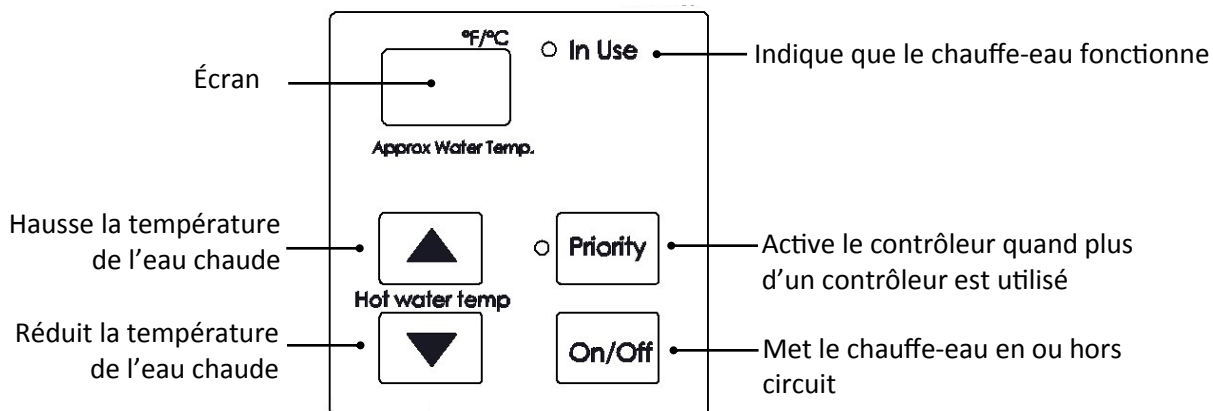 °F/°C
In Use
Indique que le chauffe-eau fonctionne
Écran
Approx Water Temp.
Hausse la température
de l’eau chaude
Priority
Active le contrôleur quand plus
d’un contrôleur est utilisé
Hot water temp
Réduit la température
de l’eau chaude
On/Off
Met le chauffe-eau en ou hors
circuit